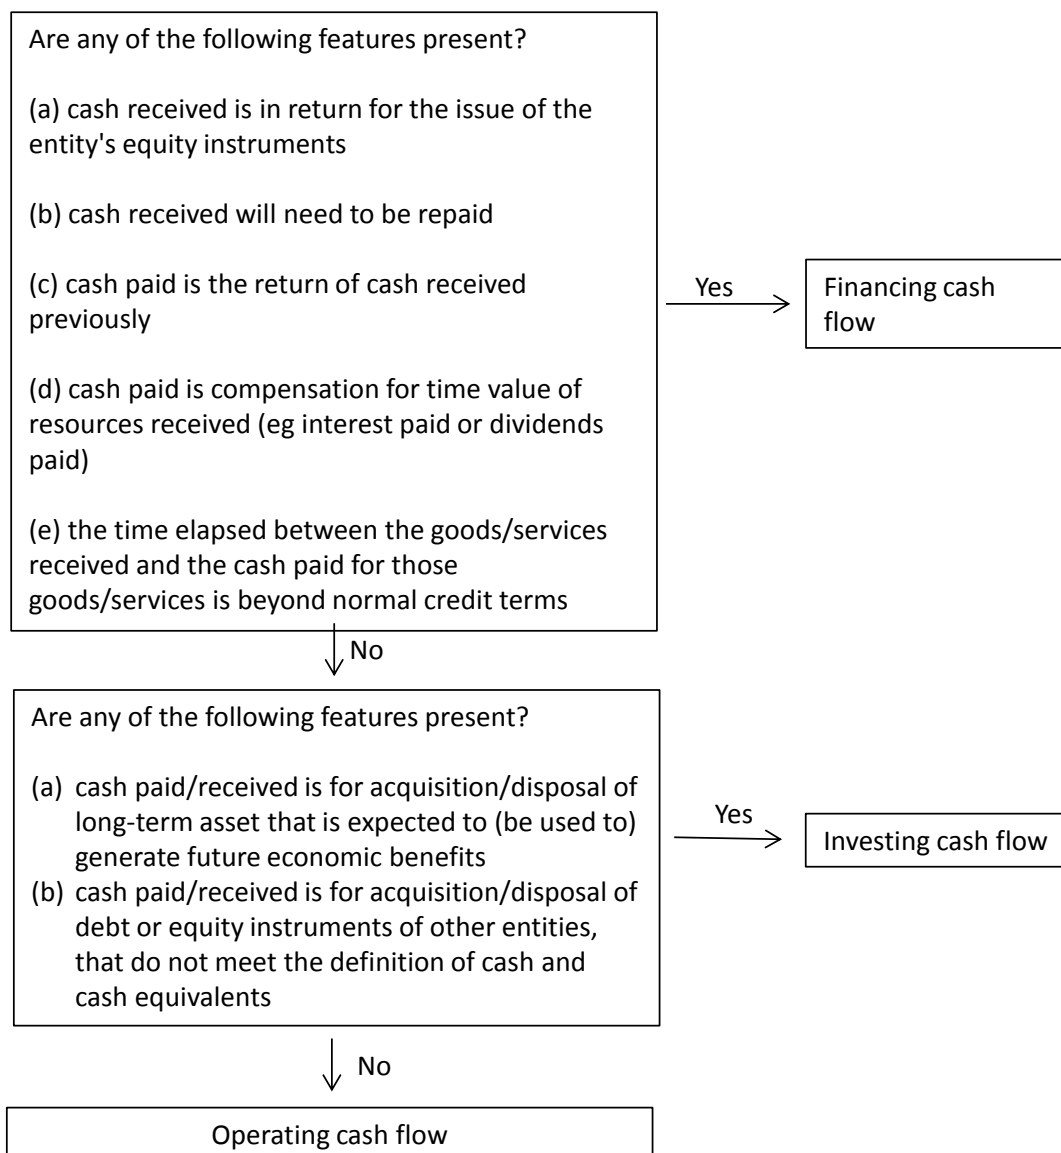 Are any of the following features present?
(a) cash received is in return for the issue of the
entity's equity instruments
(b) cash received will need to be repaid
(c) cash paid is the return of cash received
previously
(d) cash paid is compensation for time value of
resources received (eg interest paid or dividends
paid)
(e) the time elapsed between the goods/services
received and the cash paid for those
goods/services is beyond normal credit terms
Yes
Financing cash
flow
No
Are any of the following features present?
(a) cash paid/received is for acquisition/disposal of
long-term asset that is expected to (be used to)
generate future economic benefits
(b) cash paid/received is for acquisition/disposal of
debt or equity instruments of other entities,
that do not meet the definition of cash and
cash equivalents
Yes
Investing cash flow
No
Operating cash flow